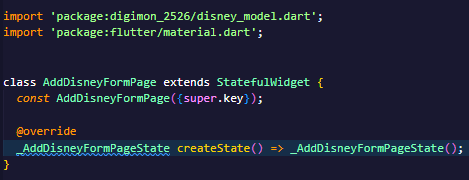 import 'package:digimon_2526/disney_model.dart';
import 'package:flutter/material.dart';
class AddDisneyFormPage extends StatefulWidget {
const AddDisneyFormPage({super.key});
@override
_AddDisneyFormPageState createState() => _AddDisneyFormPageState();
}